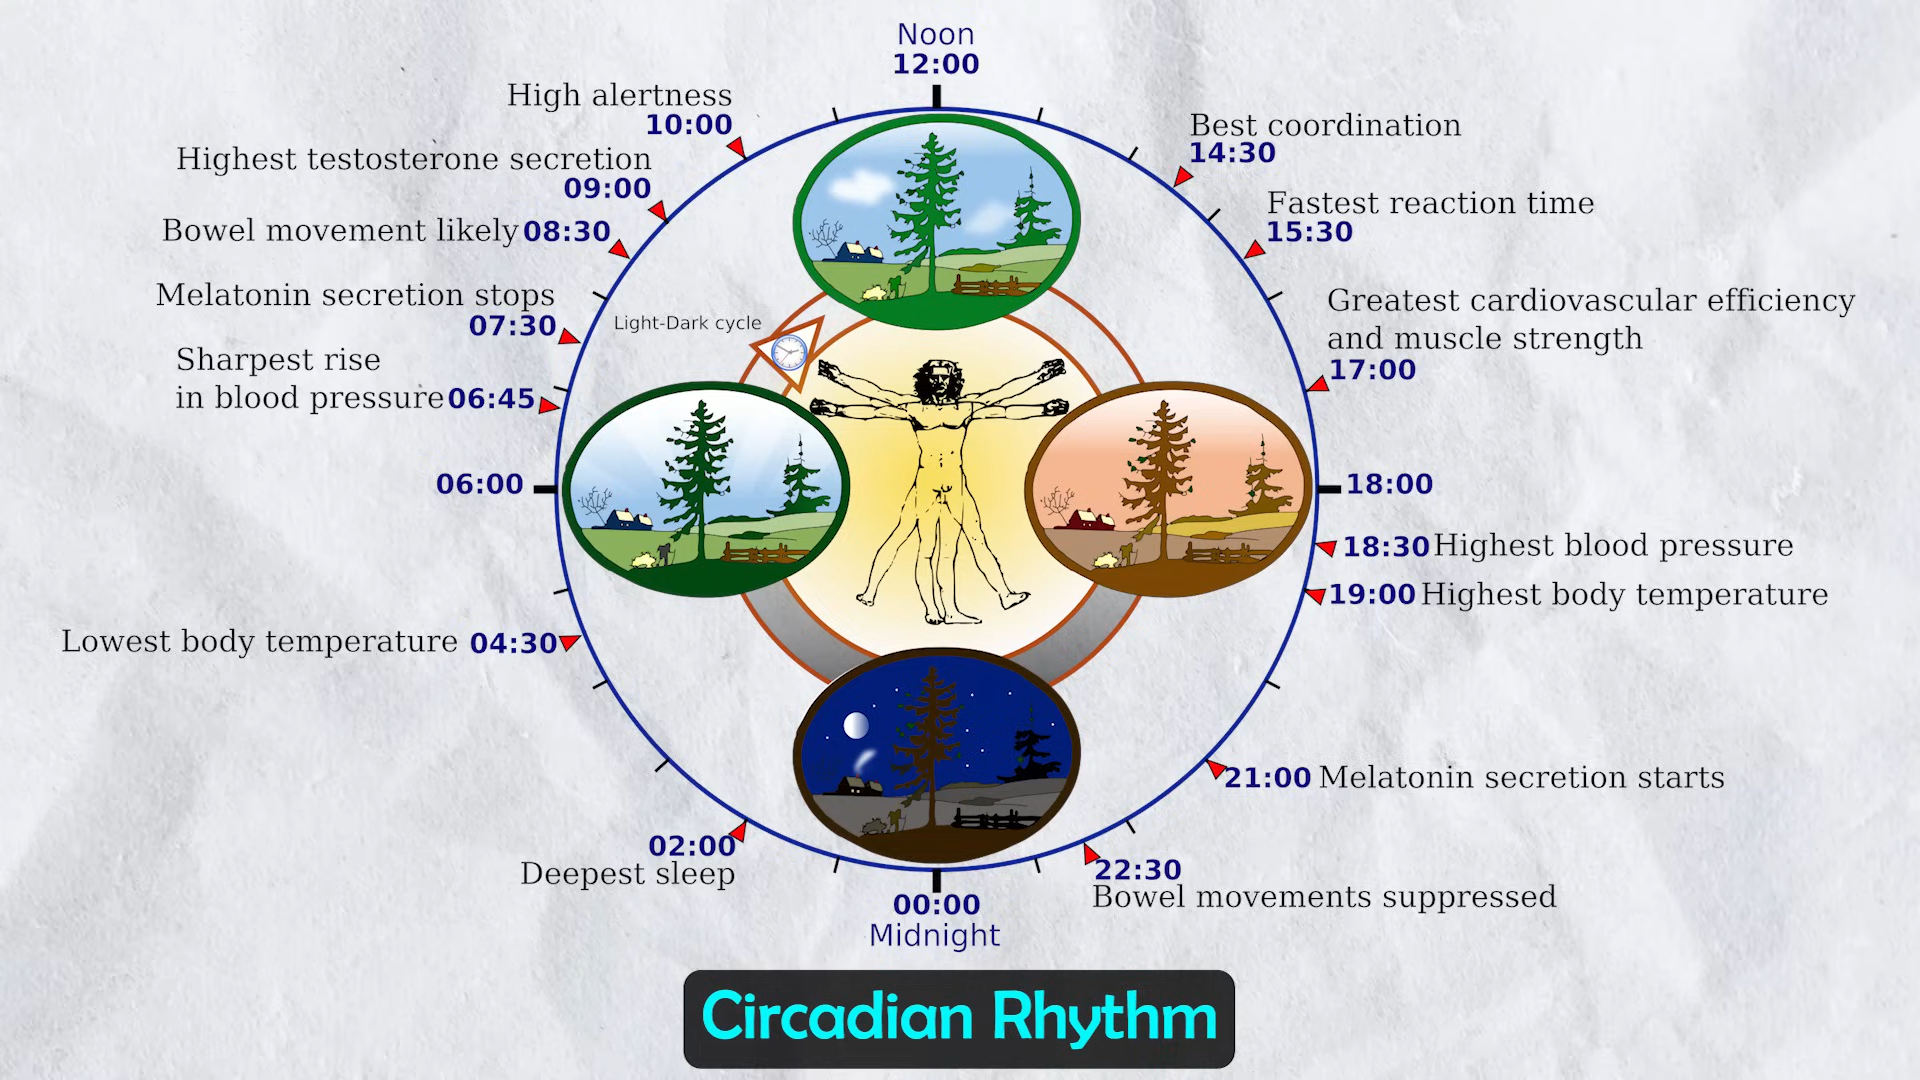 Noon
12:00
High alertness
10:00
Highest testosterone secretion
09:00
Bowel movement likely 08:30
Melatonin secretion stops
07:30
Sharpest rise
in blood pressure 06:45
06:00
Lowest body temperature 04:30
02:00
Deepest sleep
00:00
Midnight
Light-Dark cycle
Best coordination
14:30
Fastest reaction time
15:30
Greatest cardiovascular efficiency
and muscle strength
17:00
18:00
18:30 Highest blood pressure
19:00 Highest body temperature
21:00 Melatonin secretion starts
22:30
Bowel movements suppressed
Circadian Rhythm